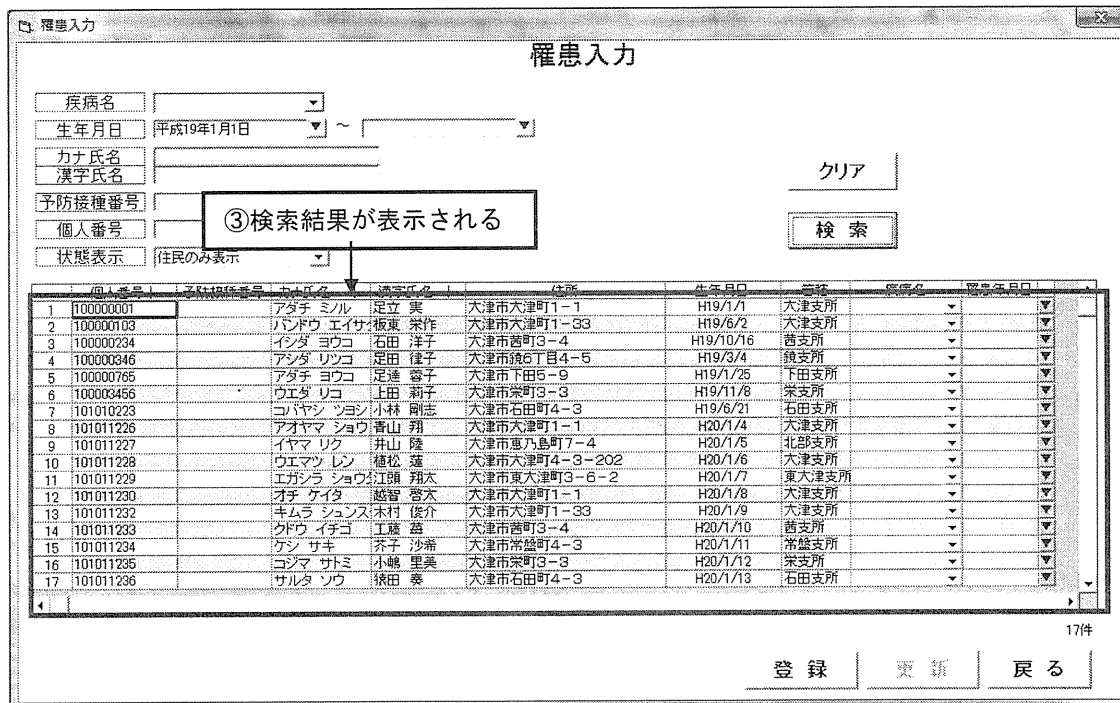 罹患入力
罹患入力
疾病名
生年月日 平成19年1月1日 ～
カナ氏名
漢字氏名
クリア
予防接種番号
個人番号
③検索結果が表示される
検 索
状態表示 住民のみ表示
個人番号 予防接種番号 カナ氏名 漢字氏名 住所 生年月日 管轄 疾病名 罹患年月日
1 100000001 アダチ ミノル 足立 実 大津市大津町1-1 H19/1/1 大津支所
2 100000103 バンドウ エイサ 板東 栄作 大津市大津町1-33 H19/6/2 大津支所
3 100000234 イシダ ヨウコ 石田 洋子 大津市茜町3-4 H19/10/16 茜支所
4 100000346 アシダ リツコ 足田 律子 大津市鏡6丁目4-5 H19/3/4 鏡支所
5 100000765 アダチ ヨウコ 足達 蓉子 大津市下田5-9 H19/1/25 下田支所
6 100003456 ウエダ リコ 上田 莉子 大津市栄町3-3 H19/11/8 栄支所
7 101010223 コバヤシ ツヨシ 小林 剛志 大津市石田町4-3 H19/6/21 石田支所
8 101011226 アオヤマ ショウ 青山 翔 大津市大津町1-1 H20/1/4 大津支所
9 101011227 イヤマ リク 井山 陸 大津市恵乃島町7-4 H20/1/5 北部支所
10 101011228 ウエマツ レン 植松 蓮 大津市大津町4-3-202 H20/1/6 大津支所
11 101011229 エガシラ ショウ 江頭 翔太 大津市東大津町3-6-2 H20/1/7 東大津支所
12 101011230 オチ ケイタ 越智 啓太 大津市大津町1-1 H20/1/8 大津支所
13 101011232 キムラ シュンス 木村 俊介 大津市大津町1-33 H20/1/9 大津支所
14 101011233 クドウ イチゴ 工藤 苺 大津市茜町3-4 H20/1/10 茜支所
15 101011234 ケシ サキ 芥子 沙希 大津市常盤町4-3 H20/1/11 常盤支所
16 101011235 コジマ サトミ 小嶋 里美 大津市栄町3-3 H20/1/12 栄支所
17 101011236 サルタ ソウ 猿田 奏 大津市石田町4-3 H20/1/13 石田支所
17件
登 録 更 新 戻 る